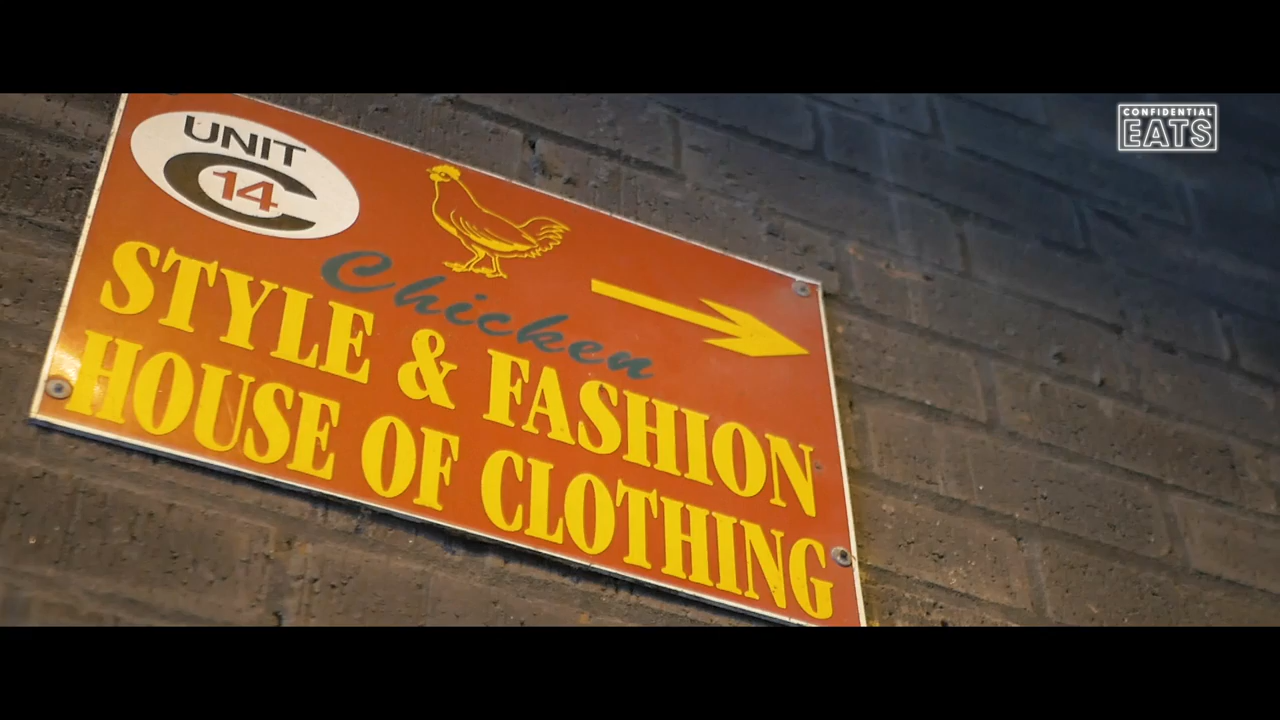 CONFIDENTIAL
EATS
UNIT
C
14
Chicken
STYLE & FASHION
HOUSE OF CLOTHING